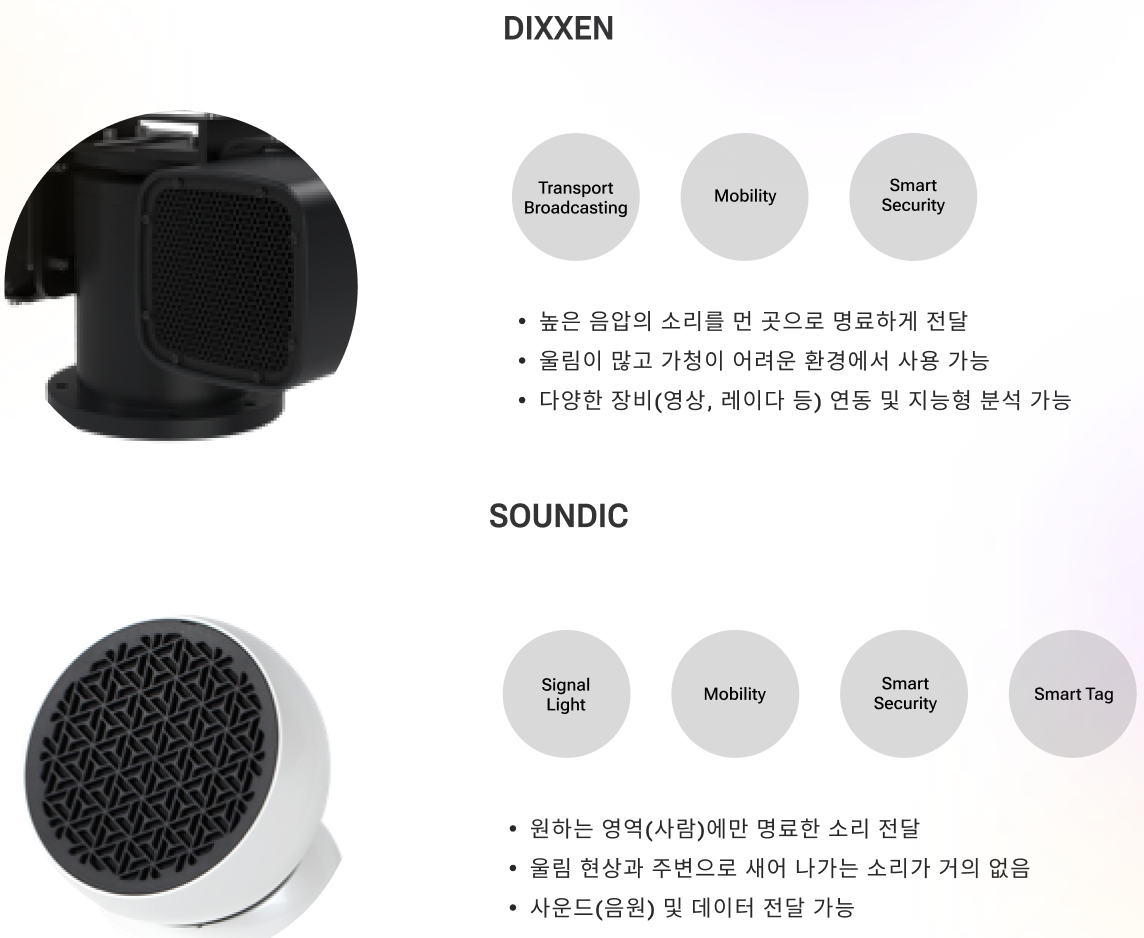 DIXXEN
Transport
Broadcasting
Mobility
Smart
Security
• 높은 음압의 소리를 먼 곳으로 명료하게 전달
• 울림이 많고 가청이 어려운 환경에서 사용 가능
• 다양한 장비(영상, 레이다 등) 연동 및 지능형 분석 가능
SOUNDIC
Signal
Light
Mobility
Smart
Security
Smart Tag
• 원하는 영역(사람)에만 명료한 소리 전달
• 울림 현상과 주변으로 새어 나가는 소리가 거의 없음
• 사운드(음원) 및 데이터 전달 가능